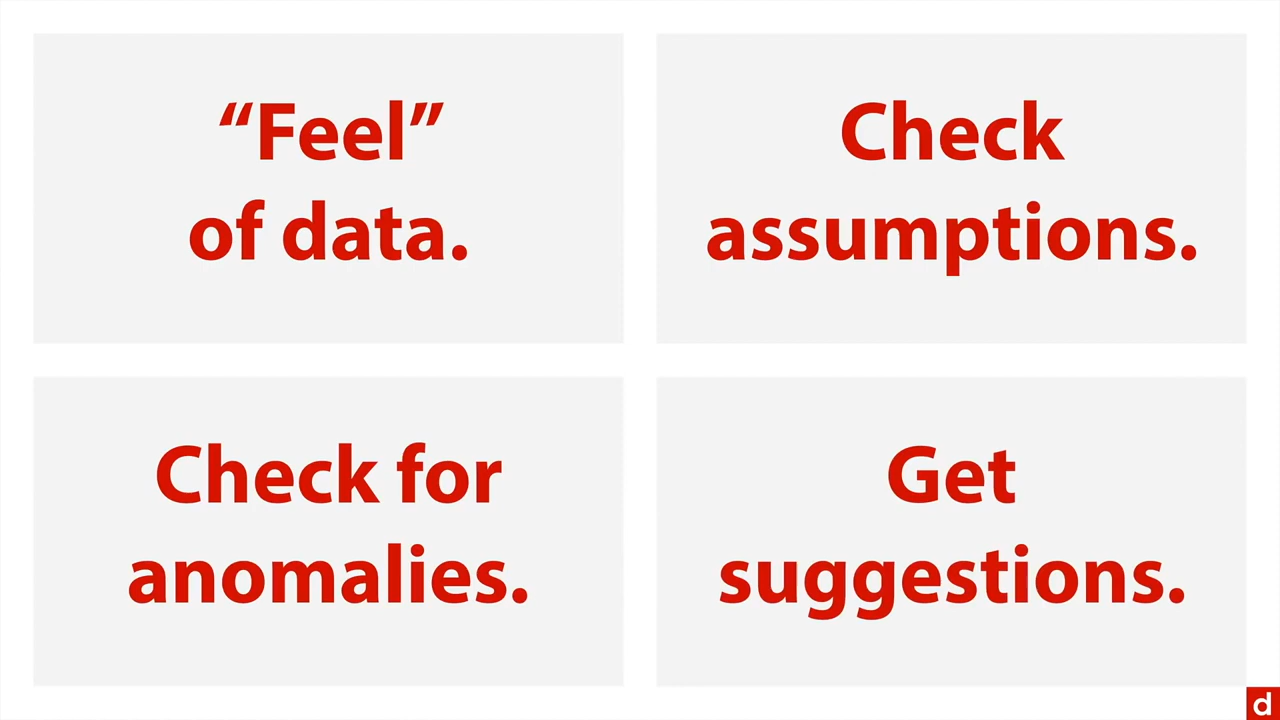 “Feel”
of data.
Check
assumptions.
Check for
anomalies.
Get
suggestions.
d